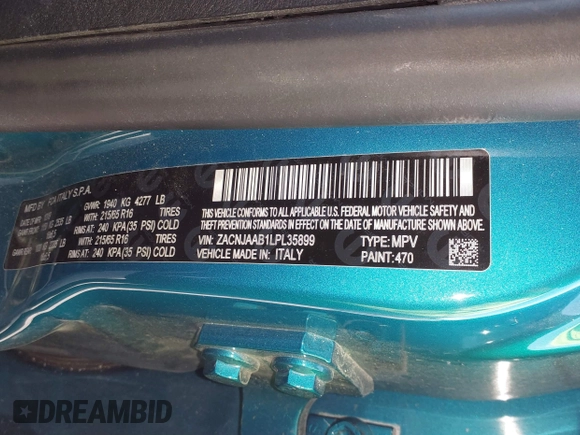 MFD BY FCA ITALY S.P.A.
GVWR: 1940 KG 4277 LB
WITH: 215/65 R16 TIRES
RIMS AT: 240 KPA(35 PSI) COLD
WITH: 215/65 R16 TIRES
RIMS AT: 240 KPA(35 PSI) COLD
THIS VEHICLE CONFORMS TO ALL APPLICABLE U.S. FEDERAL MOTOR VEHICLE
SAFETY, BUMPER, AND THEFT PREVENTION STANDARDS IN EFFECT ON THE DATE OF MANUFACTURE SHOWN ABOVE
VIN: ZACNJAAB1LPL35899 TYPE: MPV
VEHICLE MADE IN: ITALY PAINT: 470
DREAMBID